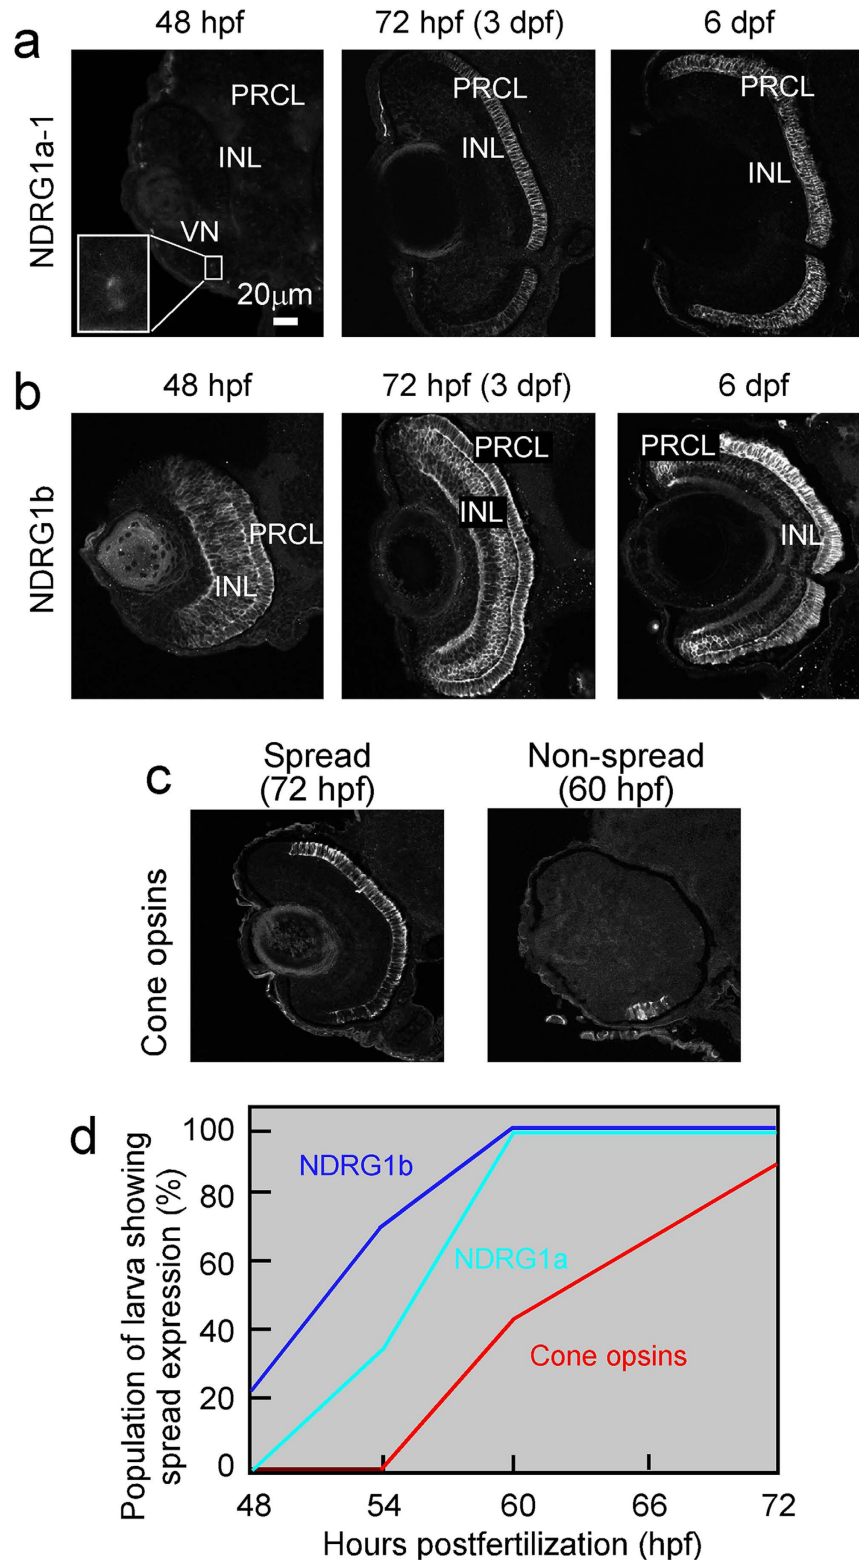 a
48 hpf
72 hpf (3 dpf)
6 dpf
NDRG1a-1
PRCL
INL
VN
20μm
PRCL
INL
PRCL
INL
b
48 hpf
72 hpf (3 dpf)
6 dpf
NDRG1b
PRCL
INL
PRCL
INL
PRCL
INL
c
Spread
(72 hpf)
Non-spread
(60 hpf)
Cone opsins
d
Population of larva showing
spread expression (%)
100
80
60
40
20
0
NDRG1b
NDRG1a
Cone opsins
48 54 60 66 72
Hours postfertilization (hpf)